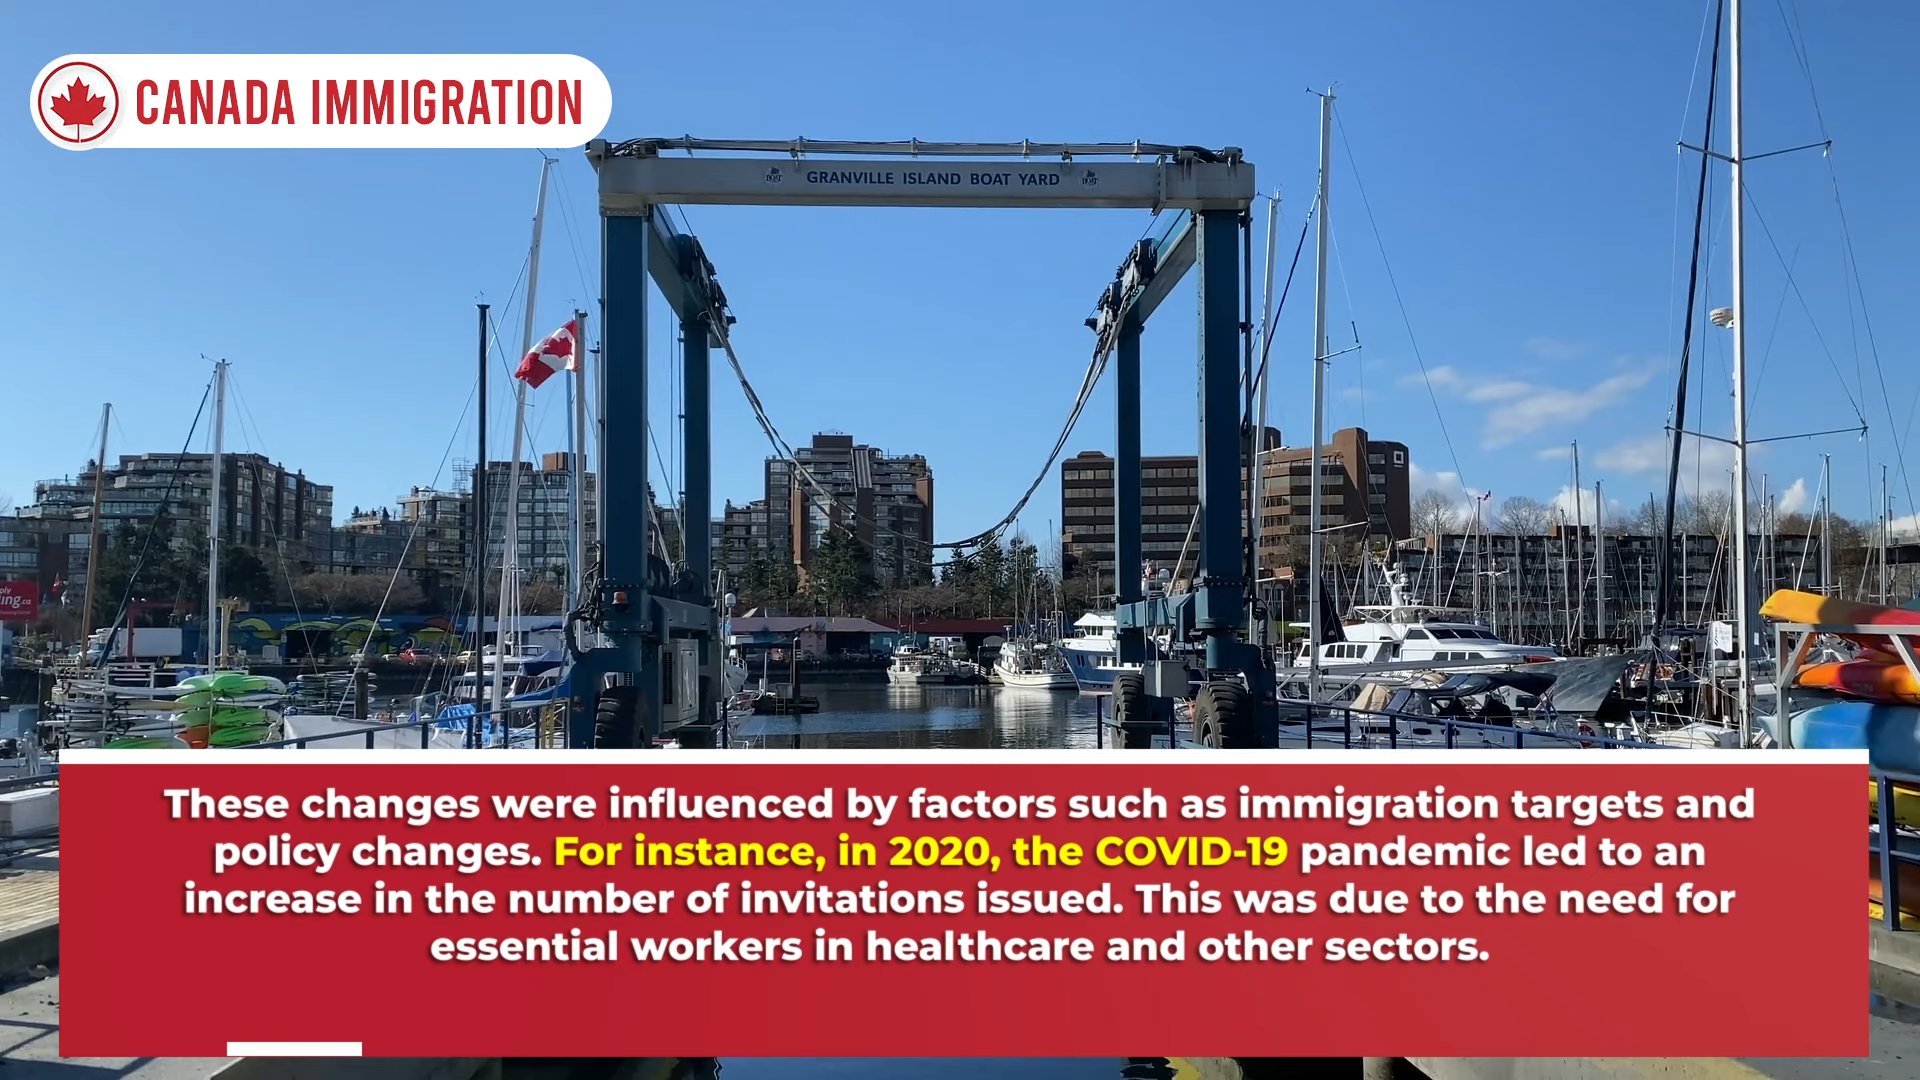 CANADA IMMIGRATION
GRANVILLE ISLAND BOAT YARD
These changes were influenced by factors such as immigration targets and
policy changes. For instance, in 2020, the COVID-19 pandemic led to an
increase in the number of invitations issued. This was due to the need for
essential workers in healthcare and other sectors.